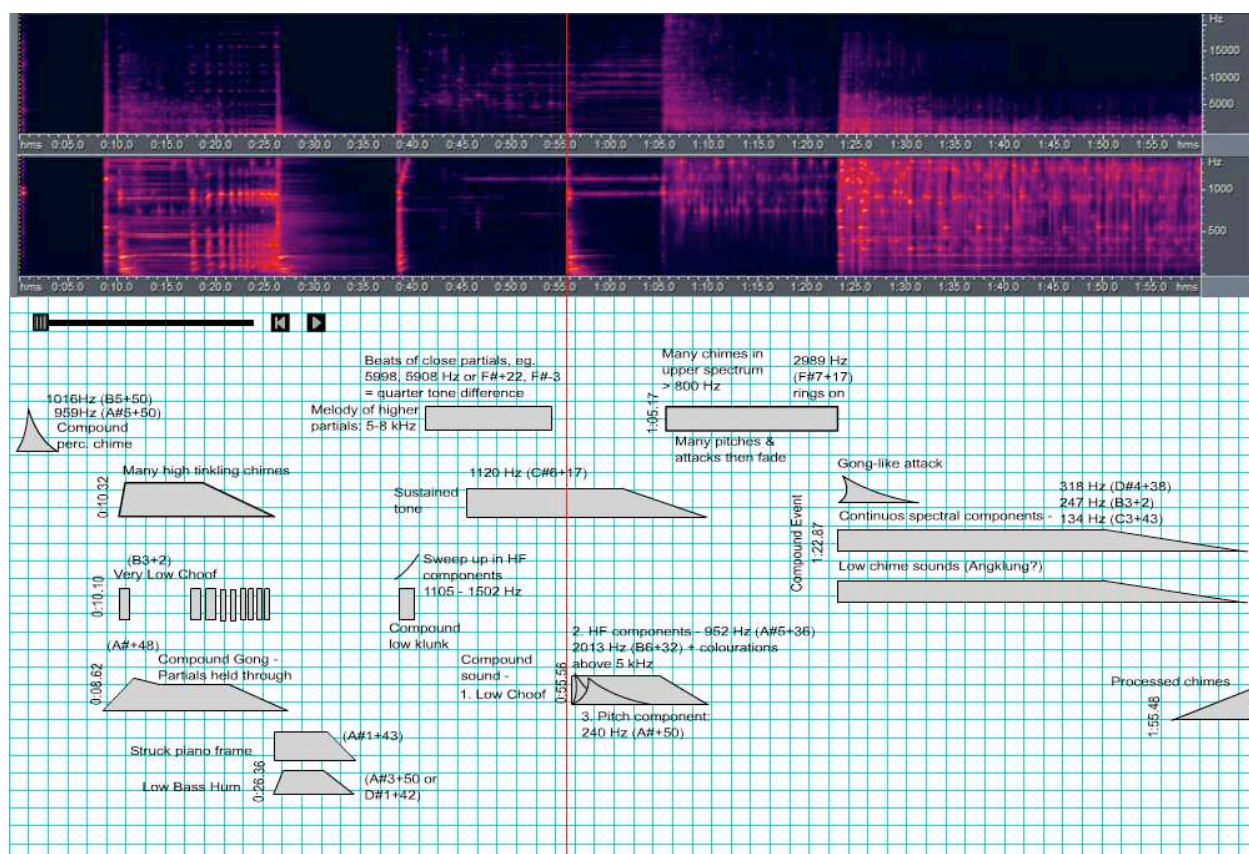 Hz
15000
10000
5000
hms 0:05.0 0:10.0 0:15.0 0:20.0 0:25.0 0:30.0 0:35.0 0:40.0 0:45.0 0:50.0 0:55.0 1:00.0 1:05.0 1:10.0 1:15.0 1:20.0 1:25.0 1:30.0 1:35.0 1:40.0 1:45.0 1:50.0 1:55.0 hms
Hz
1000
500
hms 0:05.0 0:10.0 0:15.0 0:20.0 0:25.0 0:30.0 0:35.0 0:40.0 0:45.0 0:50.0 0:55.0 1:00.0 1:05.0 1:10.0 1:15.0 1:20.0 1:25.0 1:30.0 1:35.0 1:40.0 1:45.0 1:50.0 1:55.0 hms
Beats of close partials, eg.
5998, 5908 Hz or F#+22, F#-3
= quarter tone difference
Melody of higher
partials: 5-8 kHz
Many chimes in
upper spectrum
> 800 Hz
2989 Hz
(F#7+17)
rings on
1:05.17
Many pitches &
attacks then fade
1016Hz (B5+50)
959Hz (A#5+50)
Compound
perc. chime
Many high tinkling chimes
0:10.32
1120 Hz (C#6+17)
Sustained
tone
Gong-like attack
318 Hz (D#4+38)
247 Hz (B3+2)
Continuos spectral components - 134 Hz (C3+43)
Compound Event
1:22.87
Low chime sounds (Angklung?)
(B3+2)
Very Low Choof
0:10.10
Sweep up in HF
components
1105 - 1502 Hz
Compound
low klunk
(A#+48)
Compound Gong -
Partials held through
0:08.62
2. HF components - 952 Hz (A#5+36)
2013 Hz (B6+32) + colourations
above 5 kHz
Compound
sound -
1. Low Choof
0:55.56
3. Pitch component:
240 Hz (A#+50)
Processed chimes
1:55.48
Struck piano frame
(A#1+43)
Low Bass Hum
0:26.36
(A#3+50 or
D#1+42)